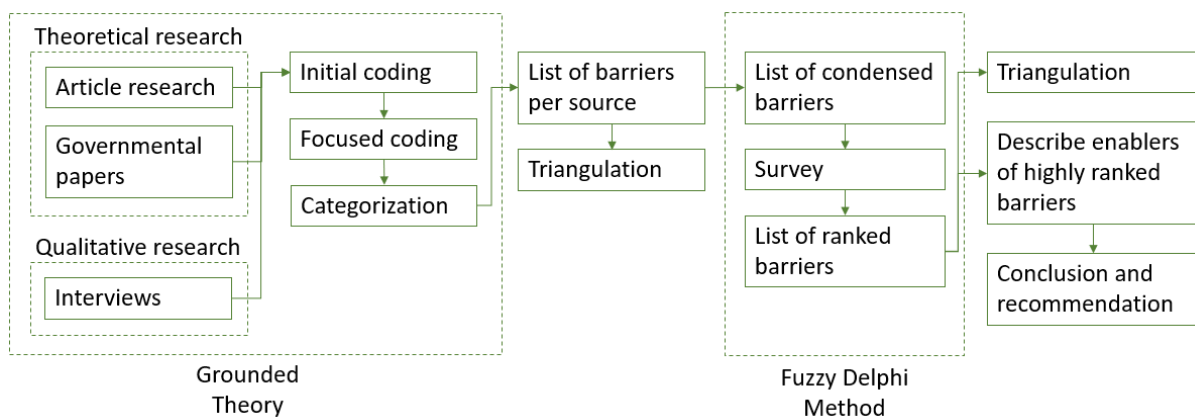 Theoretical research
Article research
Governmental
papers
Qualitative research
Interviews
Initial coding
Focused coding
Categorization
Grounded
Theory
List of barriers
per source
Triangulation
List of condensed
barriers
Survey
List of ranked
barriers
Fuzzy Delphi
Method
Triangulation
Describe enablers
of highly ranked
barriers
Conclusion and
recommendation